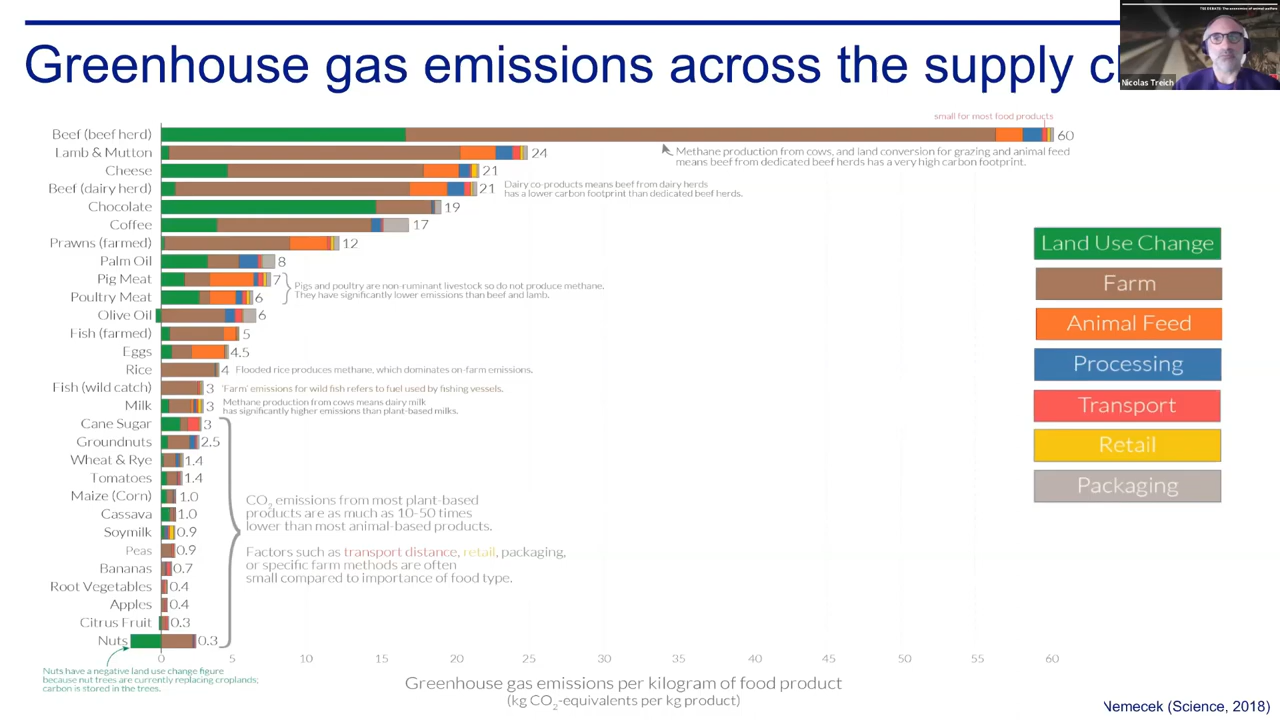 TSE DEBATE: The economics of animal welfare
Greenhouse gas emissions across the supply
Nicolas Treich
small for most food products
Beef (beef herd) 60
Methane production from cows, and land conversion for grazing and animal feed
means beef from dedicated beef herds has a very high carbon footprint.
Lamb & Mutton 24
Cheese 21
Beef (dairy herd) 21
Dairy co-products means beef from dairy herds
has a lower carbon footprint than dedicated beef herds.
Chocolate 19
Coffee 17
Prawns (farmed) 12
Palm Oil 8
Pig Meat 7
Pigs and poultry are non-ruminant livestock so do not produce methane.
They have significantly lower emissions than beef and lamb.
Poultry Meat 6
Olive Oil 6
Fish (farmed) 5
Eggs 4.5
Rice 4 Flooded rice produces methane, which dominates on-farm emissions.
Fish (wild catch) 3 'Farm' emissions for wild fish refers to fuel used by fishing vessels.
Milk 3
Methane production from cows means dairy milk
has significantly higher emissions than plant-based milks.
Cane Sugar 3
Groundnuts 2.5
Wheat & Rye 1.4
Tomatoes 1.4
Maize (Corn) 1.0
Cassava 1.0
Soymilk 0.9
Peas 0.9
Bananas 0.7
Root Vegetables 0.4
Apples 0.4
Citrus Fruit 0.3
Nuts 0.3
CO2 emissions from most plant-based
products are as much as 10-50 times
lower than most animal-based products.
Factors such as transport distance, retail, packaging,
or specific farm methods are often
small compared to importance of food type.
Land Use Change
Farm
Animal Feed
Processing
Transport
Retail
Packaging
0 5 10 15 20 25 30 35 40 45 50 55 60
Nuts have a negative land use change figure
because nut trees are currently replacing croplands;
carbon is stored in the trees.
Greenhouse gas emissions per kilogram of food product
(kg CO2-equivalents per kg product)
Nemecek (Science, 2018)